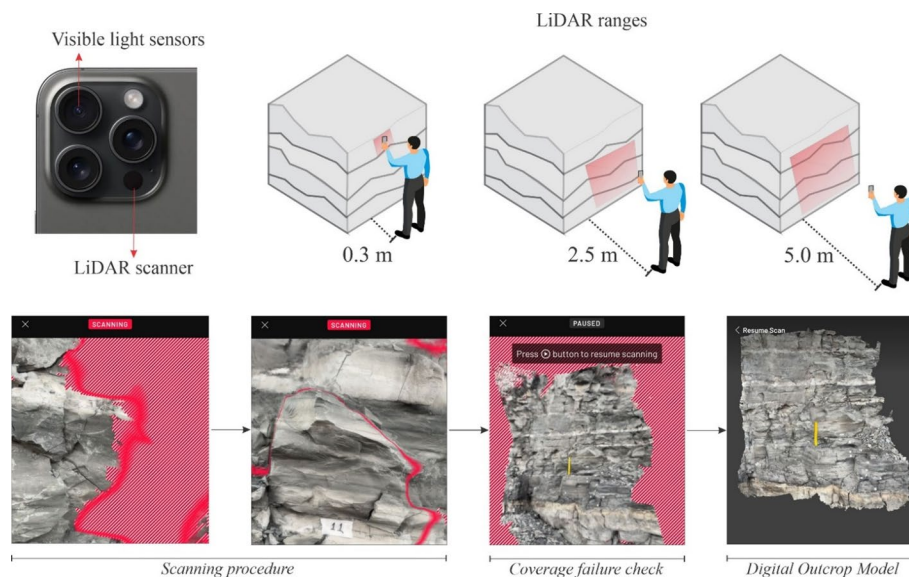 LiDAR ranges
Visible light sensors
LiDAR scanner
0.3 m
2.5 m
5.0 m
SCANNING
SCANNING
PAUSED
Press button to resume scanning
Resume Scan
11
Scanning procedure
Coverage failure check
Digital Outcrop Model